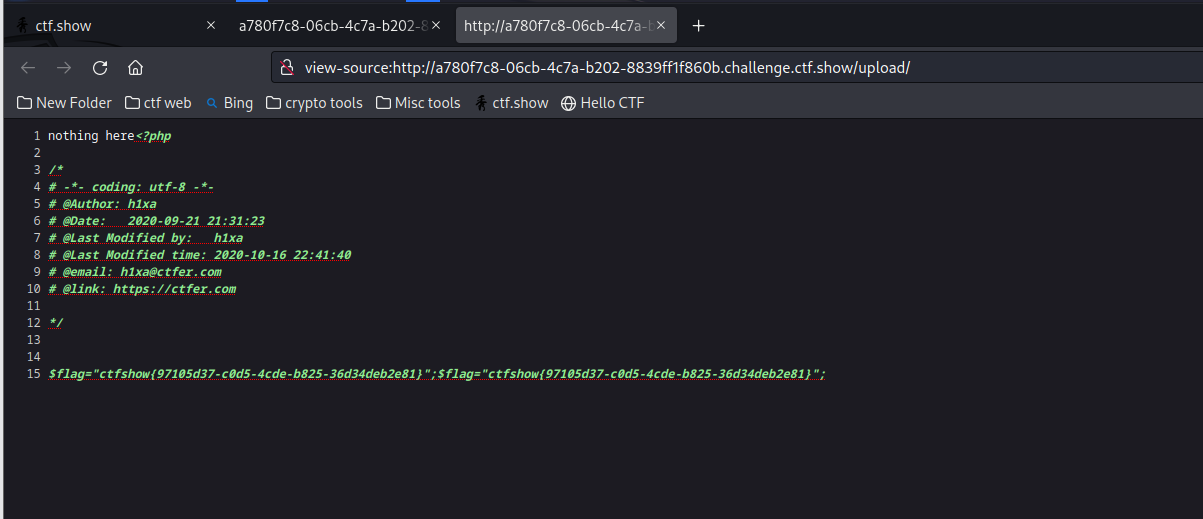 ctf.show
a780f7c8-06cb-4c7a-b202-8
http://a780f7c8-06cb-4c7a-b
view-source:http://a780f7c8-06cb-4c7a-b202-8839ff1f860b.challenge.ctf.show/upload/
New Folder ctf web Bing crypto tools Misc tools ctf.show Hello CTF
1 nothing here<?php
2
3 /*
4 # -*- coding: utf-8 -*-
5 # @Author: h1xa
6 # @Date:   2020-09-21 21:31:23
7 # @Last Modified by:   h1xa
8 # @Last Modified time: 2020-10-16 22:41:40
9 # @email: h1xa@ctfer.com
10 # @link: https://ctfer.com
11
12 */
13
14
15 $flag="ctfshow{97105d37-c0d5-4cde-b825-36d34deb2e81}";$flag="ctfshow{97105d37-c0d5-4cde-b825-36d34deb2e81}";